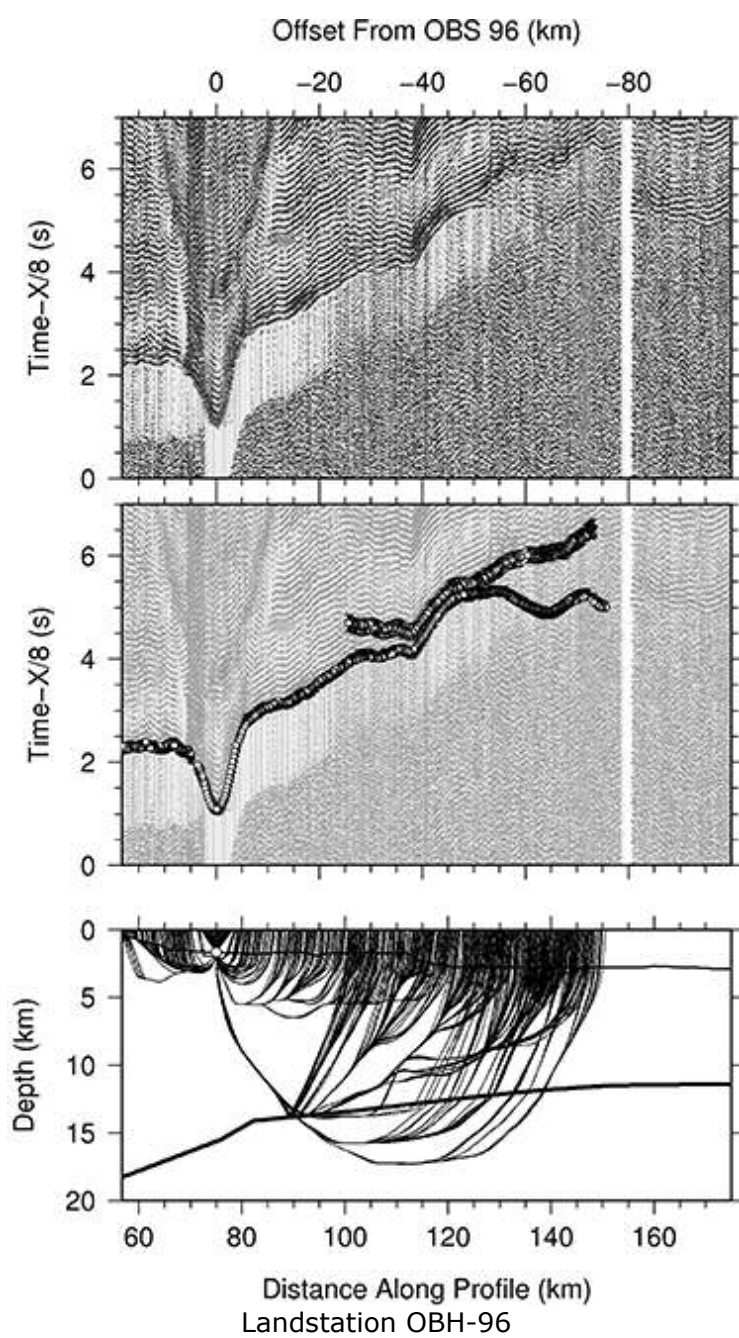 Offset From OBS 96 (km)
0 −20 −40 −60 −80
Time−X/8 (s)
6
4
2
0
Time−X/8 (s)
6
4
2
0
Depth (km)
0
5
10
15
20
60 80 100 120 140 160
Distance Along Profile (km)
Landstation OBH-96